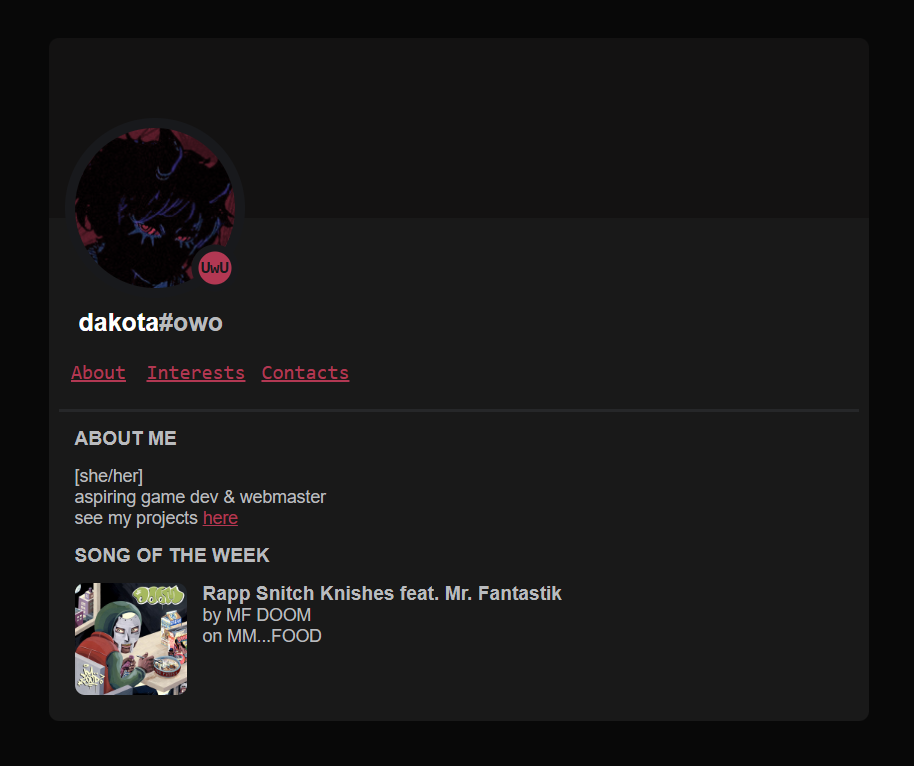 UwU
dakota#owo
About Interests Contacts
ABOUT ME
[she/her]
aspiring game dev & webmaster
see my projects here
SONG OF THE WEEK
Rapp Snitch Knishes feat. Mr. Fantastik
by MF DOOM
on MM...FOOD